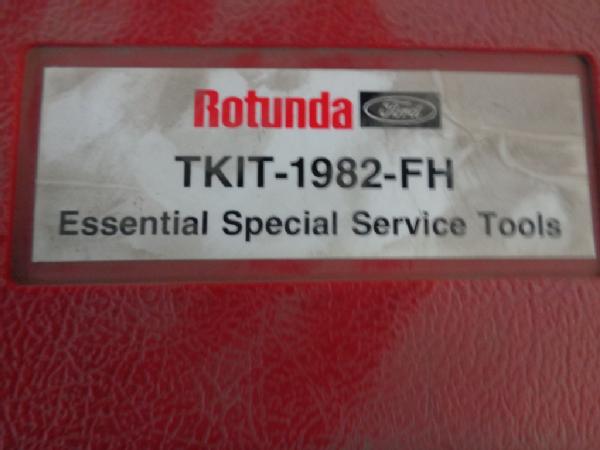 Rotunda Ford
TKIT-1982-FH
Essential Special Service Tools